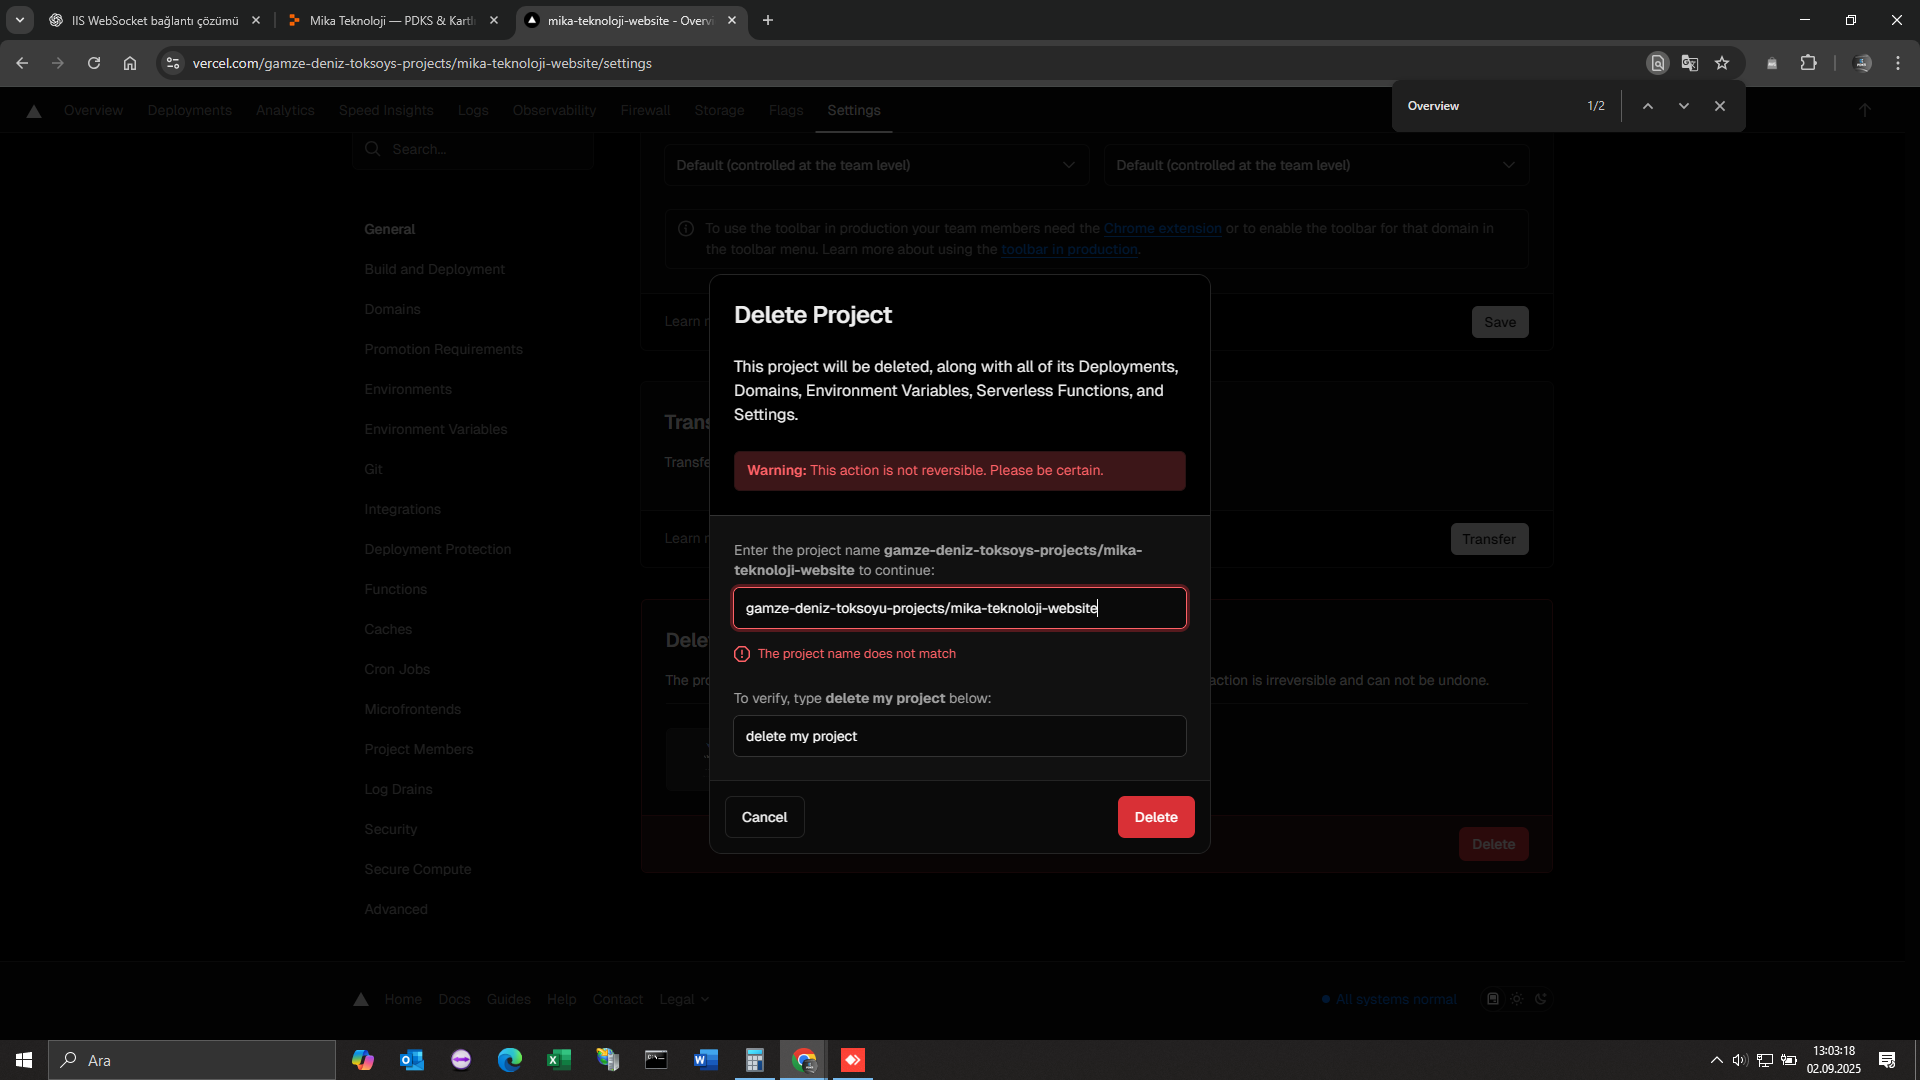 IIS WebSocket bağlantı çözümü
Mika Teknoloji — PDKS & Kartl
mika-teknoloji-website - Overvi
vercel.com/gamze-deniz-toksoys-projects/mika-teknoloji-website/settings
Overview
1/2
Overview
Deployments
Analytics
Speed Insights
Logs
Observability
Firewall
Storage
Flags
Settings
Search...
General
Build and Deployment
Domains
Promotion Requirements
Environments
Environment Variables
Git
Integrations
Deployment Protection
Functions
Caches
Cron Jobs
Microfrontends
Project Members
Log Drains
Security
Secure Compute
Advanced
Default (controlled at the team level)
Default (controlled at the team level)
To use the toolbar in production your team members need the Chrome extension or to enable the toolbar for that domain in
the toolbar menu. Learn more about using the toolbar in production.
Learn
Save
Trans
Transfe
Learn
Transfer
Dele
The pro
action is irreversible and can not be undone.
Delete
Delete Project
This project will be deleted, along with all of its Deployments,
Domains, Environment Variables, Serverless Functions, and
Settings.
Warning: This action is not reversible. Please be certain.
Enter the project name gamze-deniz-toksoys-projects/mika-
teknoloji-website to continue:
gamze-deniz-toksoyu-projects/mika-teknoloji-website
The project name does not match
To verify, type delete my project below:
delete my project
Cancel
Delete
Home
Docs
Guides
Help
Contact
Legal
All systems normal
Ara
13:03:18
02.09.2025